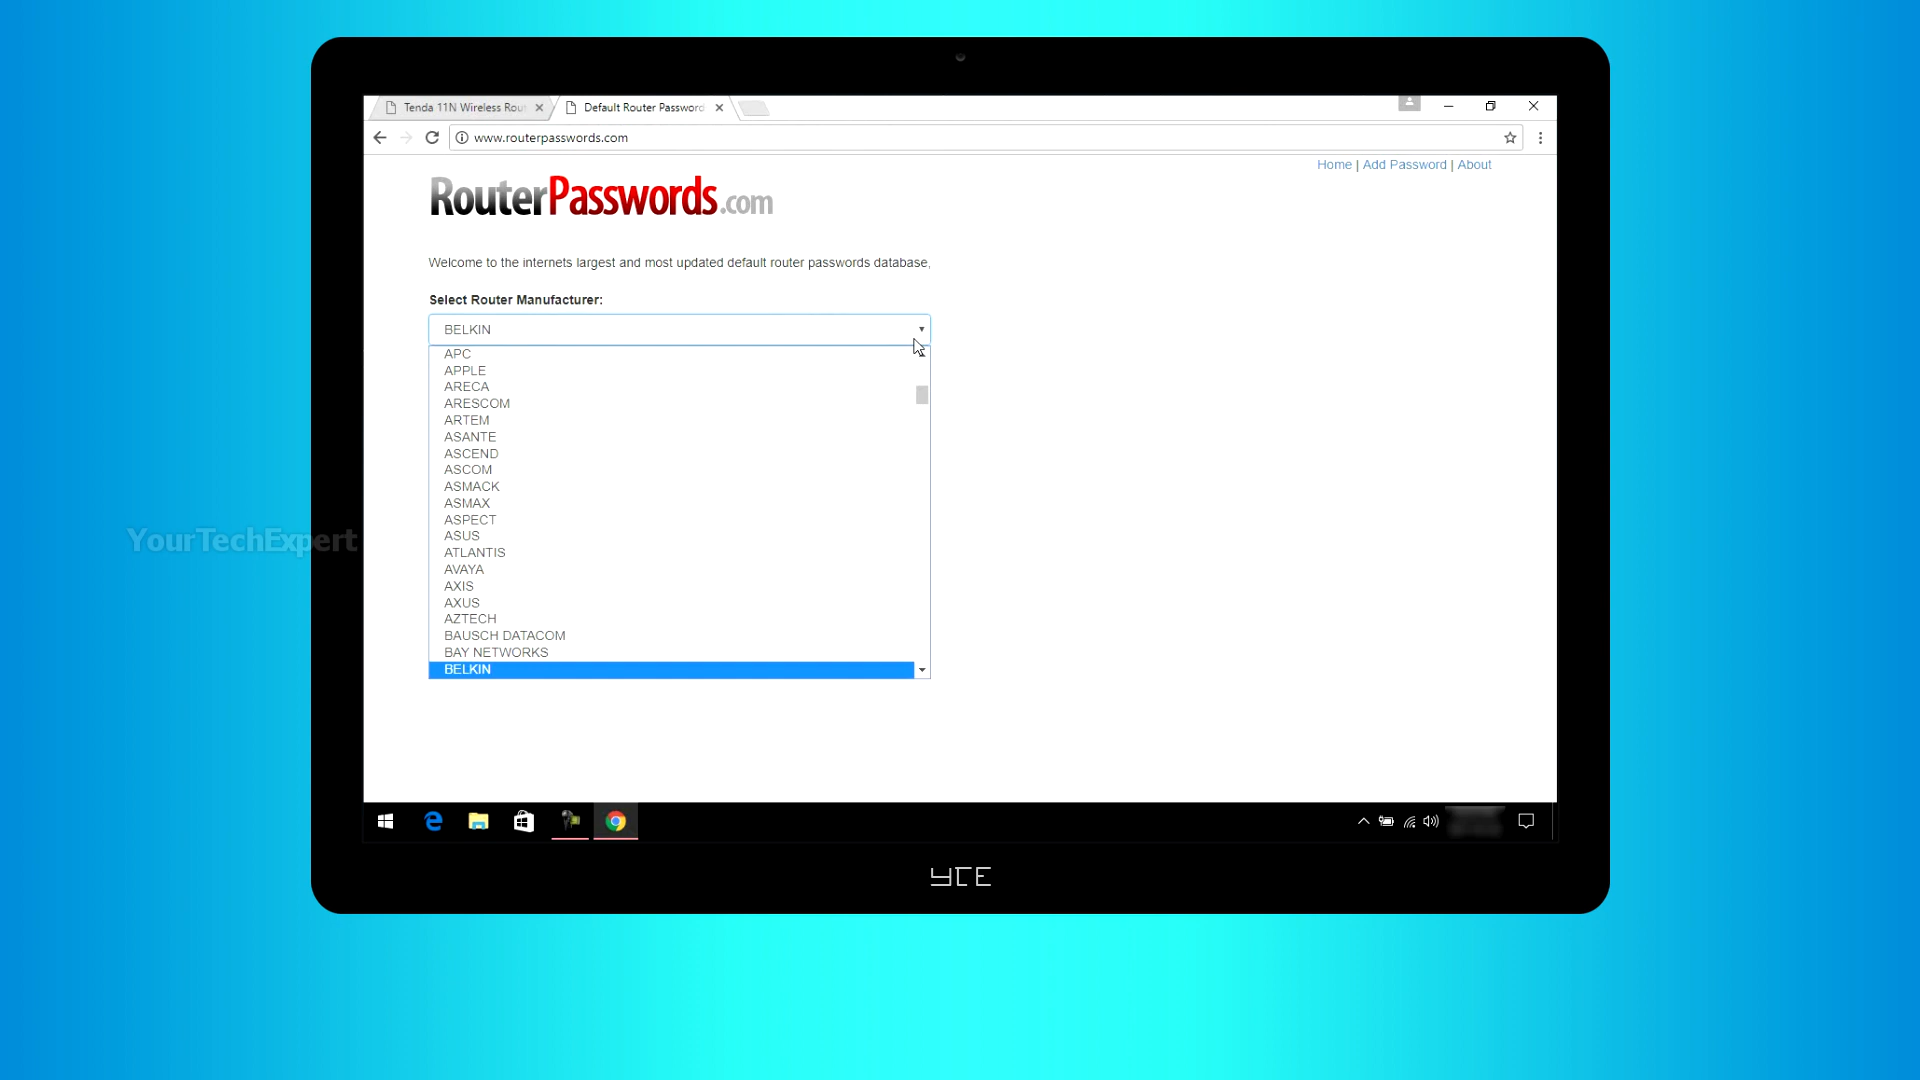 Tenda 11N Wireless Rou
Default Router Password
www.routerpasswords.com
Home | Add Password | About
RouterPasswords.com
Welcome to the internets largest and most updated default router passwords database,
Select Router Manufacturer:
BELKIN
APC
APPLE
ARECA
ARESCOM
ARTEM
ASANTE
ASCEND
ASCOM
ASMACK
ASMAX
ASPECT
ASUS
ATLANTIS
AVAYA
AXIS
AXUS
AZTECH
BAUSCH DATACOM
BAY NETWORKS
BELKIN
YourTechExpert
YTE